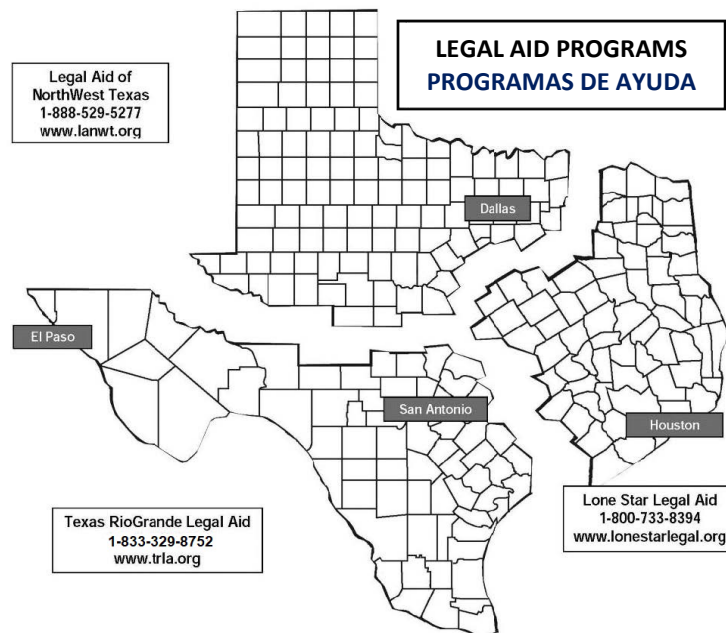 LEGAL AID PROGRAMS
PROGRAMAS DE AYUDA
Legal Aid of
NorthWest Texas
1-888-529-5277
www.lanwt.org
Dallas
El Paso
San Antonio
Houston
Texas RioGrande Legal Aid
1-833-329-8752
www.trla.org
Lone Star Legal Aid
1-800-733-8394
www.lonestarlegal.org